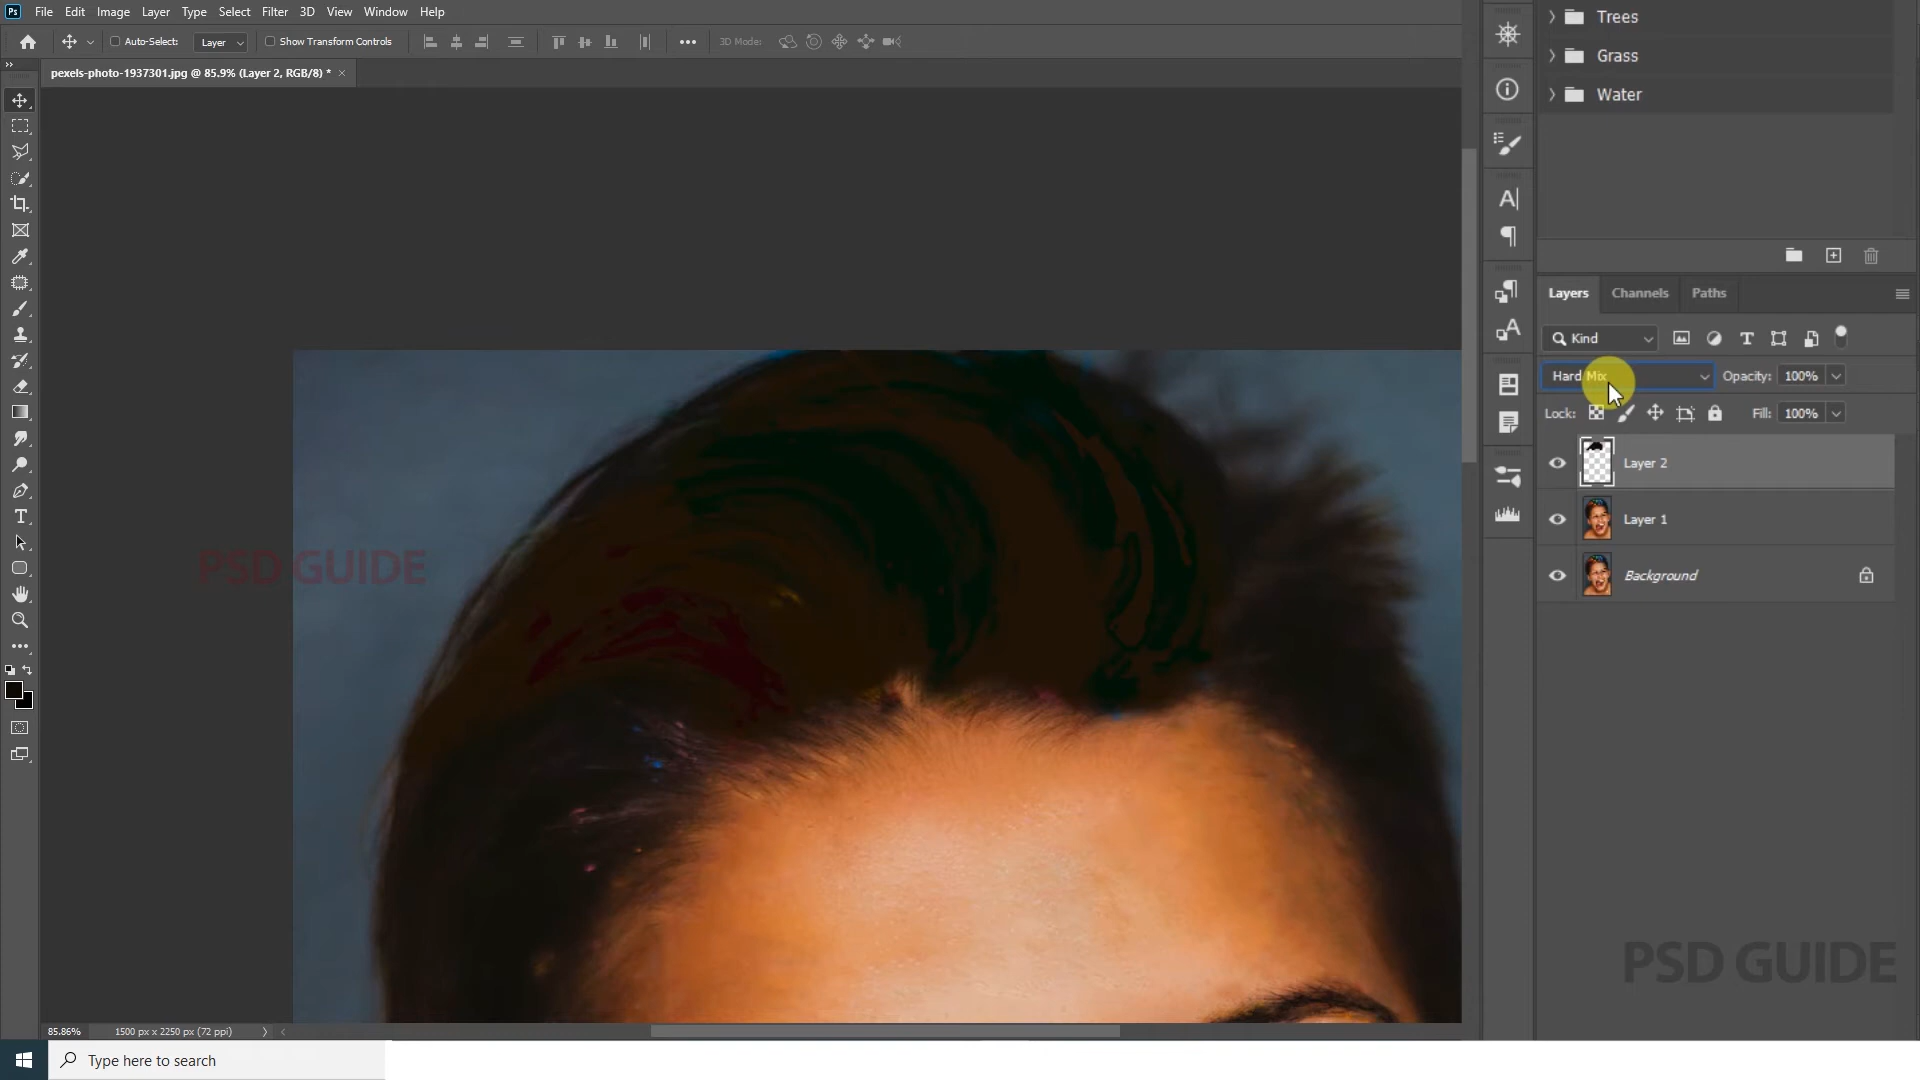 Ps File Edit Image Layer Type Select Filter 3D View Window Help
Auto-Select: Layer Show Transform Controls 3D Mode:
pexels-photo-1937301.jpg @ 85.9% (Layer 2, RGB/8) *
Trees
Grass
Water
Layers Channels Paths
Kind
Hard Mix Opacity: 100%
Lock: Fill: 100%
Layer 2
Layer 1
Background
PSD GUIDE
PSD GUIDE
85.86% 1500 px x 2250 px (72 ppi)
Type here to search